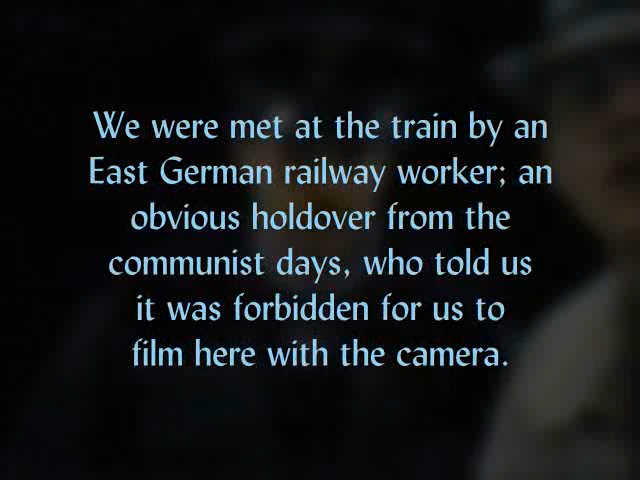 We were met at the train by an
East German railway worker; an
obvious holdover from the
communist days, who told us
it was forbidden for us to
film here with the camera.